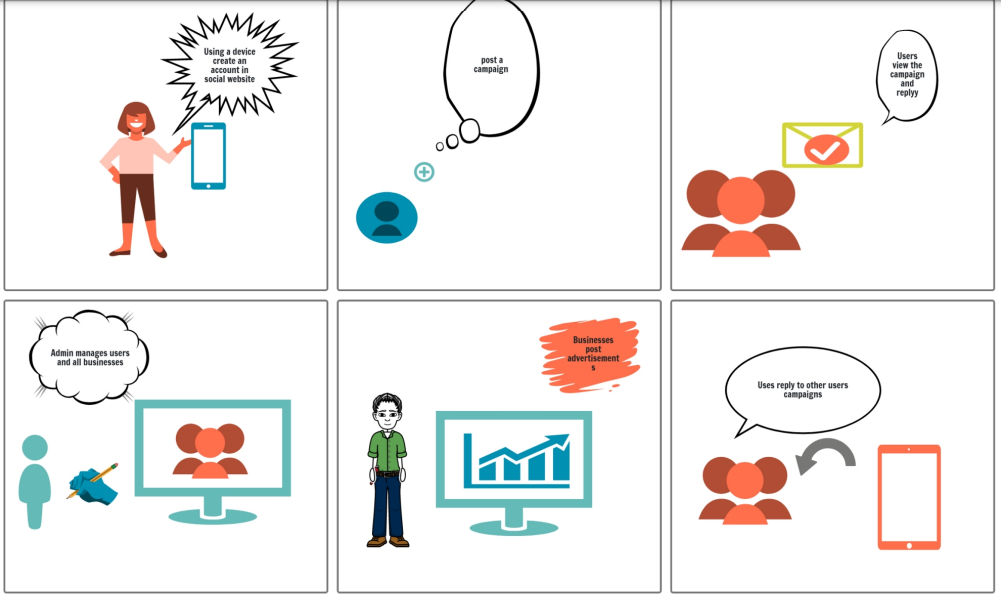 Using a device
create an
account in
social website
post a
campaign
Users
view the
campaign
and
replyy
Admin manages users
and all businesses
Businesses
post
advertisement
s
Uses reply to other users
campaigns